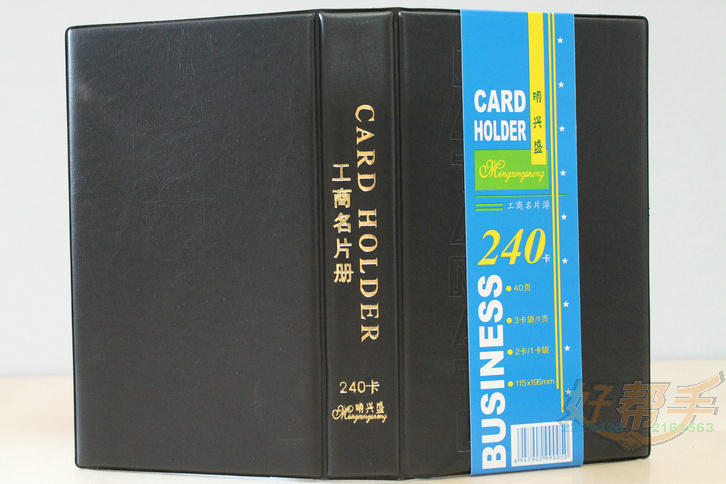 CARD HOLDER
工商名片册
240卡
明兴盛
Mingxingsheng
CARD
HOLDER
明兴盛
Mingxingsheng
工商名片薄
240卡
BUSINESS
40页
3卡袋/1页
2卡/1卡袋
115x195mm
好帮手